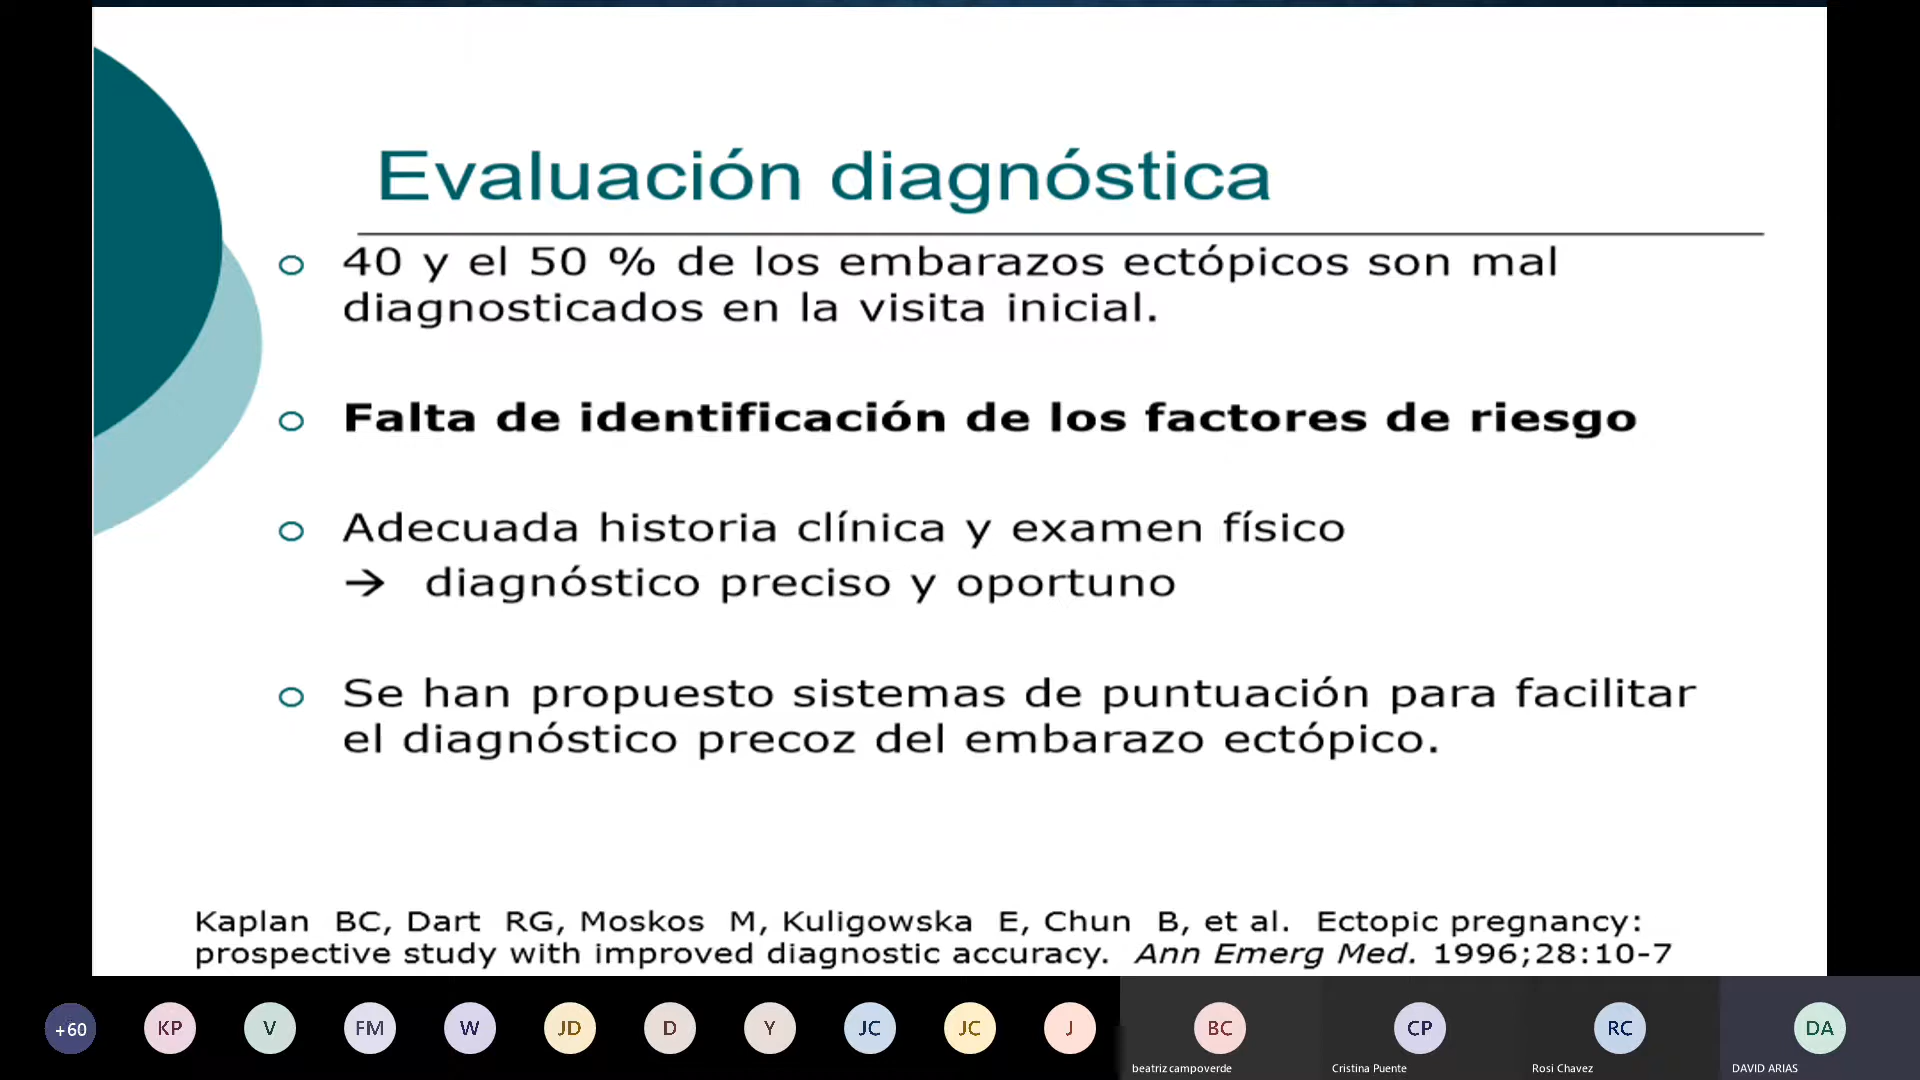 Evaluación diagnóstica
40 y el 50 % de los embarazos ectópicos son mal
diagnosticados en la visita inicial.
Falta de identificación de los factores de riesgo
Adecuada historia clínica y examen físico
→ diagnóstico preciso y oportuno
Se han propuesto sistemas de puntuación para facilitar
el diagnóstico precoz del embarazo ectópico.
Kaplan BC, Dart RG, Moskos M, Kuligowska E, Chun B, et al. Ectopic pregnancy:
prospective study with improved diagnostic accuracy. Ann Emerg Med. 1996;28:10-7
+60 KP V FM W JD D Y JC JC J BC CP RC DA
beatriz campoverde Cristina Puente Rosi Chavez DAVID ARIAS